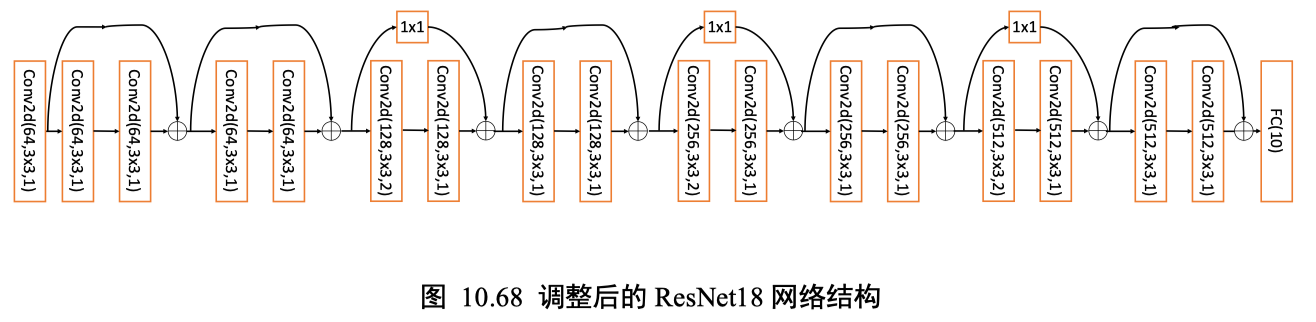 1x1
1x1
1x1
Conv2d(64,3x3,1)
Conv2d(64,3x3,1)
Conv2d(64,3x3,1)
Conv2d(64,3x3,1)
Conv2d(64,3x3,1)
Conv2d(128,3x3,2)
Conv2d(128,3x3,1)
Conv2d(128,3x3,1)
Conv2d(128,3x3,1)
Conv2d(256,3x3,2)
Conv2d(256,3x3,1)
Conv2d(256,3x3,1)
Conv2d(256,3x3,1)
Conv2d(512,3x3,2)
Conv2d(512,3x3,1)
Conv2d(512,3x3,1)
Conv2d(512,3x3,1)
FC(10)
图 10.68 调整后的 ResNet18 网络结构